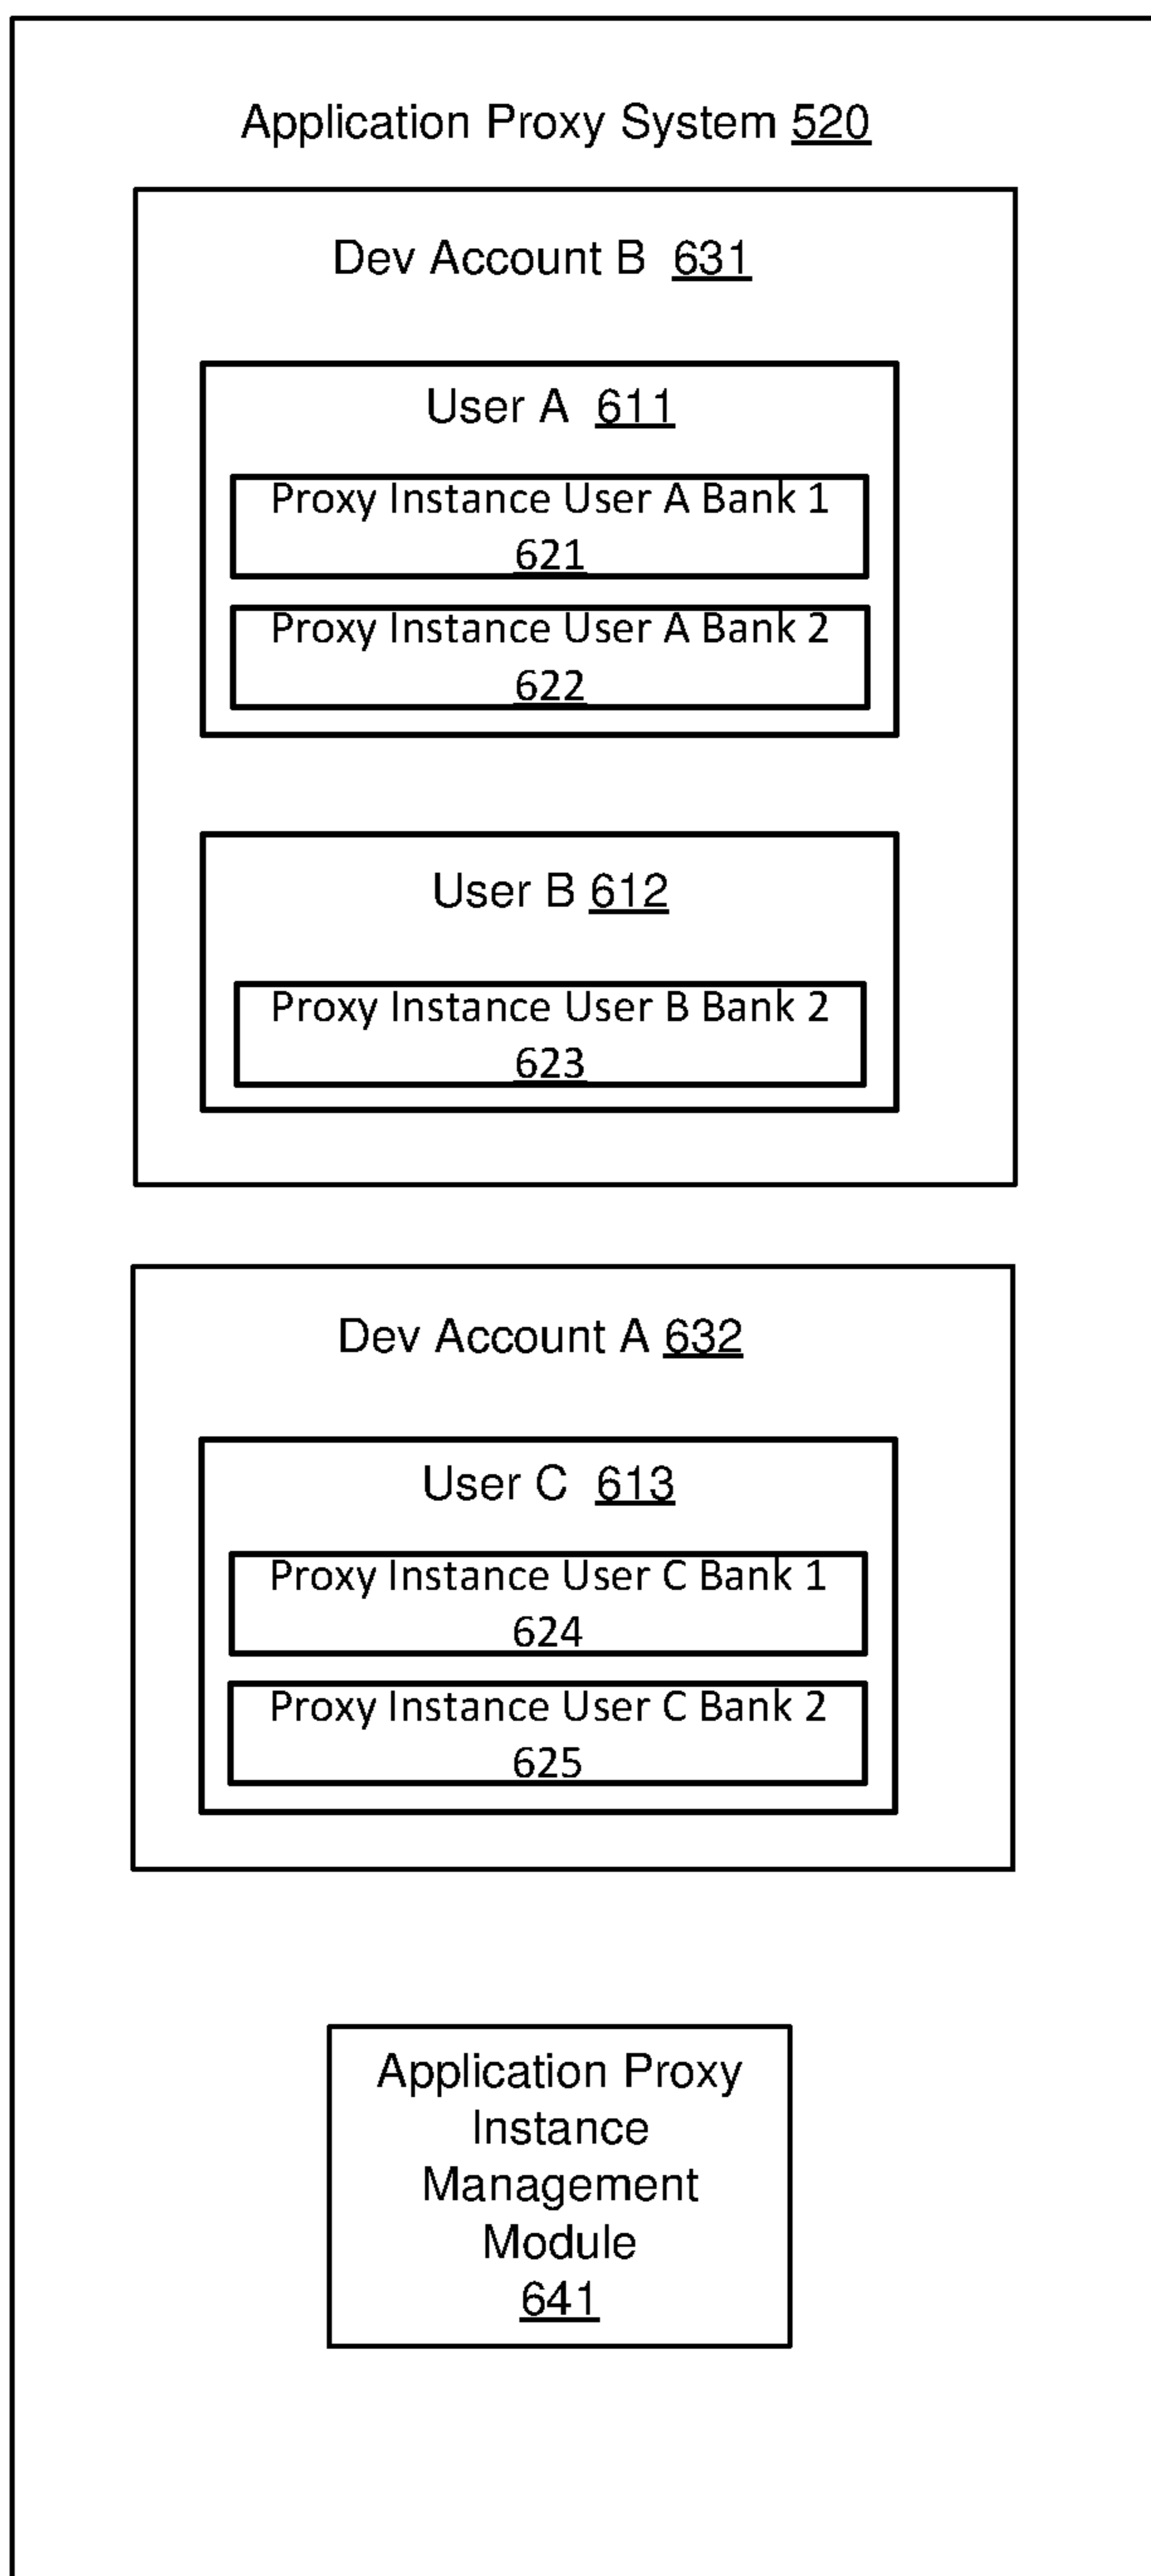 Application Proxy System 520
Dev Account B 631
User A 611
Proxy Instance User A Bank 1
621
Proxy Instance User A Bank 2
622
User B 612
Proxy Instance User B Bank 2
623
Dev Account A 632
User C 613
Proxy Instance User C Bank 1
624
Proxy Instance User C Bank 2
625
Application Proxy
Instance
Management
Module
641